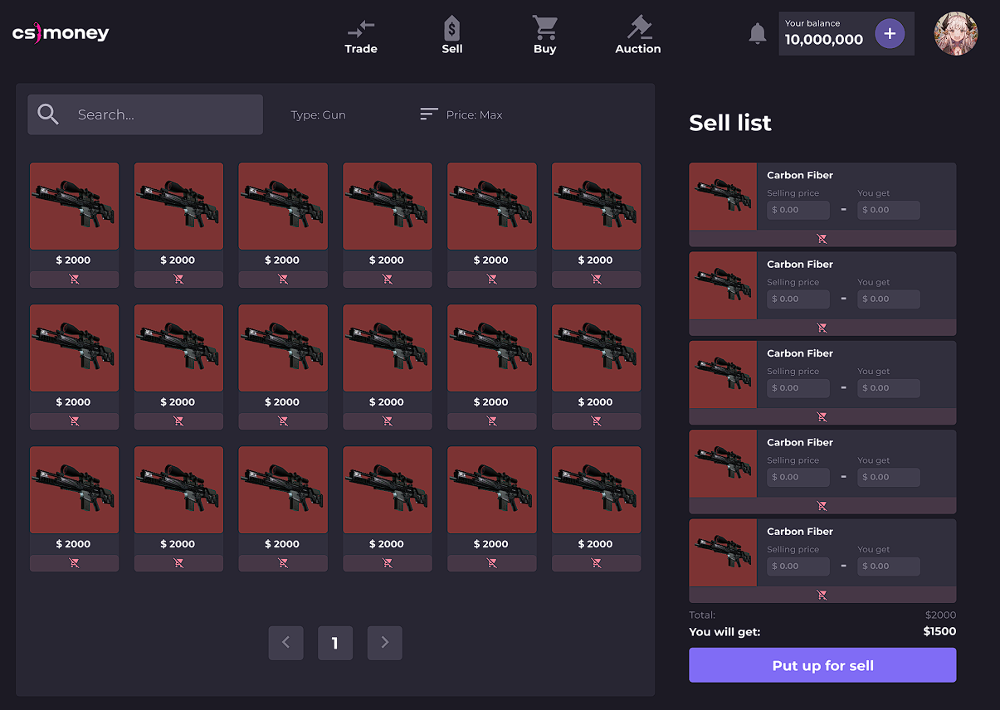 cs money
Trade
Sell
Buy
Auction
Your balance
10,000,000
Search...
Type: Gun
Price: Max
$ 2000 $ 2000 $ 2000 $ 2000 $ 2000 $ 2000
$ 2000 $ 2000 $ 2000 $ 2000 $ 2000 $ 2000
$ 2000 $ 2000 $ 2000 $ 2000 $ 2000 $ 2000
1
Sell list
Carbon Fiber
Selling price You get
$ 0.00 - $ 0.00
Carbon Fiber
Selling price You get
$ 0.00 - $ 0.00
Carbon Fiber
Selling price You get
$ 0.00 - $ 0.00
Carbon Fiber
Selling price You get
$ 0.00 - $ 0.00
Carbon Fiber
Selling price You get
$ 0.00 - $ 0.00
Total: $2000
You will get: $1500
Put up for sell